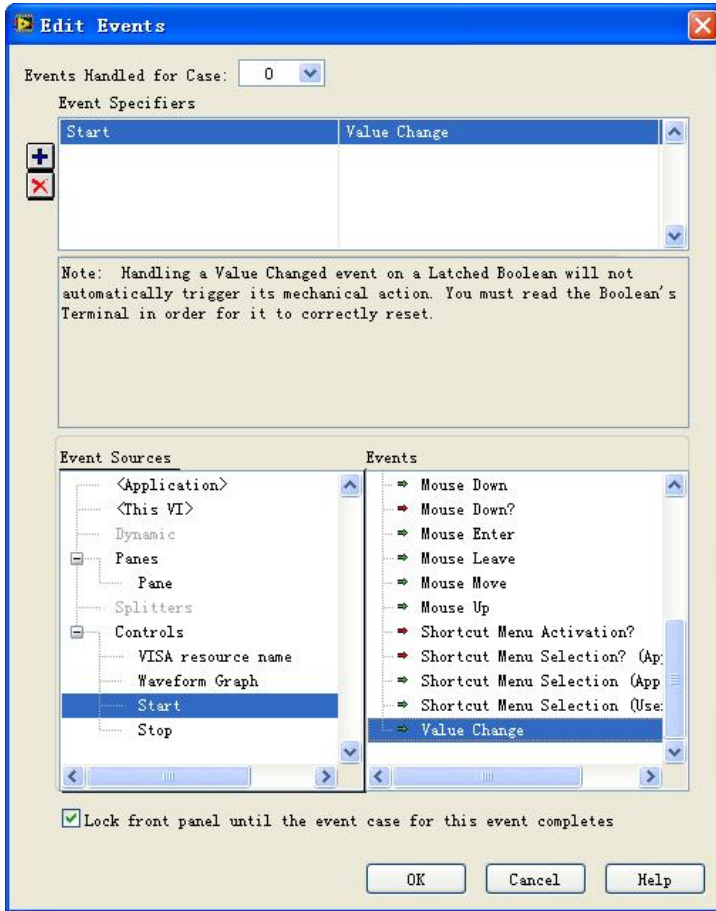 Edit Events
Events Handled for Case: 0
Event Specifiers
Start Value Change
Note: Handling a Value Changed event on a Latched Boolean will not
automatically trigger its mechanical action. You must read the Boolean's
Terminal in order for it to correctly reset.
Event Sources
<Application>
<This VI>
Dynamic
Panes
Pane
Splitters
Controls
VISA resource name
Waveform Graph
Start
Stop
Events
Mouse Down
Mouse Down?
Mouse Enter
Mouse Leave
Mouse Move
Mouse Up
Shortcut Menu Activation?
Shortcut Menu Selection? (Ap
Shortcut Menu Selection (App
Shortcut Menu Selection (Use
Value Change
Lock front panel until the event case for this event completes
OK Cancel Help